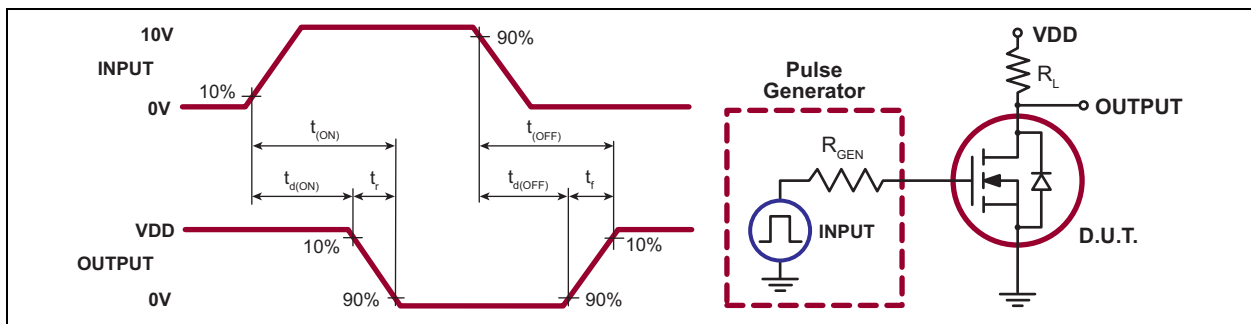 10V
INPUT
0V
10%
90%
t(ON)
t(OFF)
td(ON)
tr
td(OFF)
tf
VDD
OUTPUT
0V
10%
90%
10%
90%
Pulse
Generator
RGEN
INPUT
VDD
RL
OUTPUT
D.U.T.